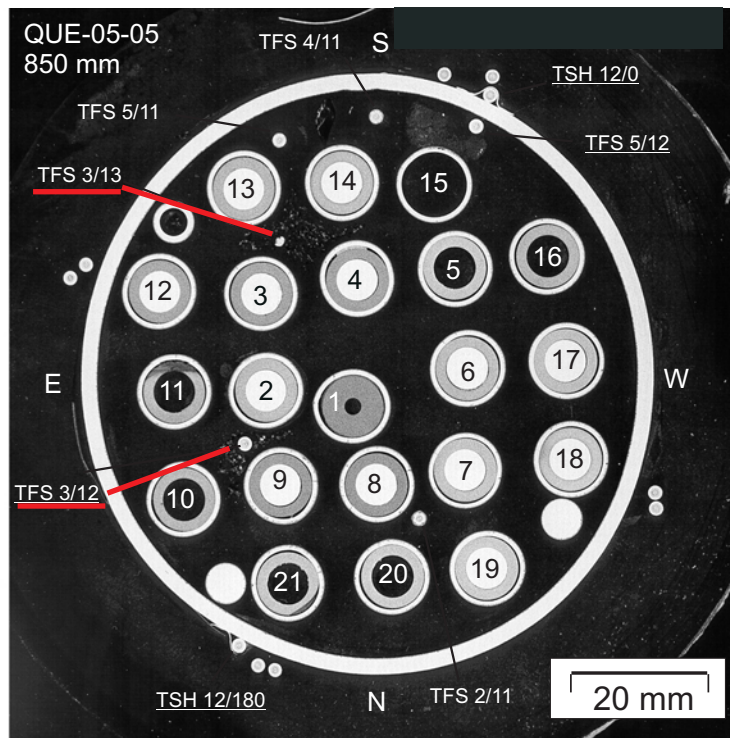 QUE-05-05
850 mm
TFS 4/11
S
TSH 12/0
TFS 5/11
TFS 5/12
TFS 3/13
13
14
15
16
12
3
4
5
E
11
2
1
6
17
W
TFS 3/12
10
9
8
7
18
21
20
19
TSH 12/180
N
TFS 2/11
20 mm